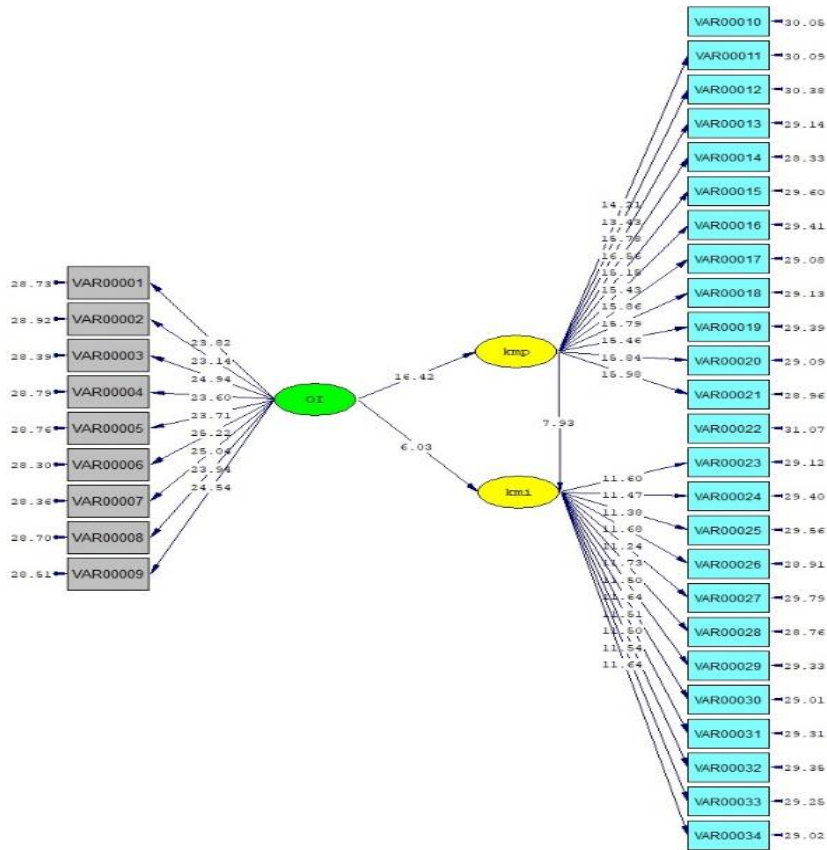 VAR00010 30.05
VAR00011 30.09
VAR00012 30.38
VAR00013 29.14
VAR00014 28.33
VAR00015 29.60
VAR00016 29.41
VAR00017 29.08
VAR00018 29.13
VAR00019 29.39
VAR00020 29.09
VAR00021 28.96
VAR00022 31.07
VAR00023 29.12
VAR00024 29.40
VAR00025 29.56
VAR00026 28.91
VAR00027 29.79
VAR00028 28.76
VAR00029 29.33
VAR00030 29.01
VAR00031 29.31
VAR00032 29.35
VAR00033 29.25
VAR00034 29.02
14.21
13.43
15.78
16.56
15.18
15.43
15.86
15.79
15.46
15.84
15.98
kmp
16.42
7.93
6.03
kmi
11.60
11.47
11.38
11.68
11.24
11.73
11.50
11.64
11.51
11.50
11.54
11.64
28.73 VAR00001
28.92 VAR00002
28.39 VAR00003
28.79 VAR00004
28.76 VAR00005
28.30 VAR00006
28.36 VAR00007
28.70 VAR00008
28.51 VAR00009
23.82
23.14
24.94
23.60
23.71
25.22
25.04
23.94
24.54
OI